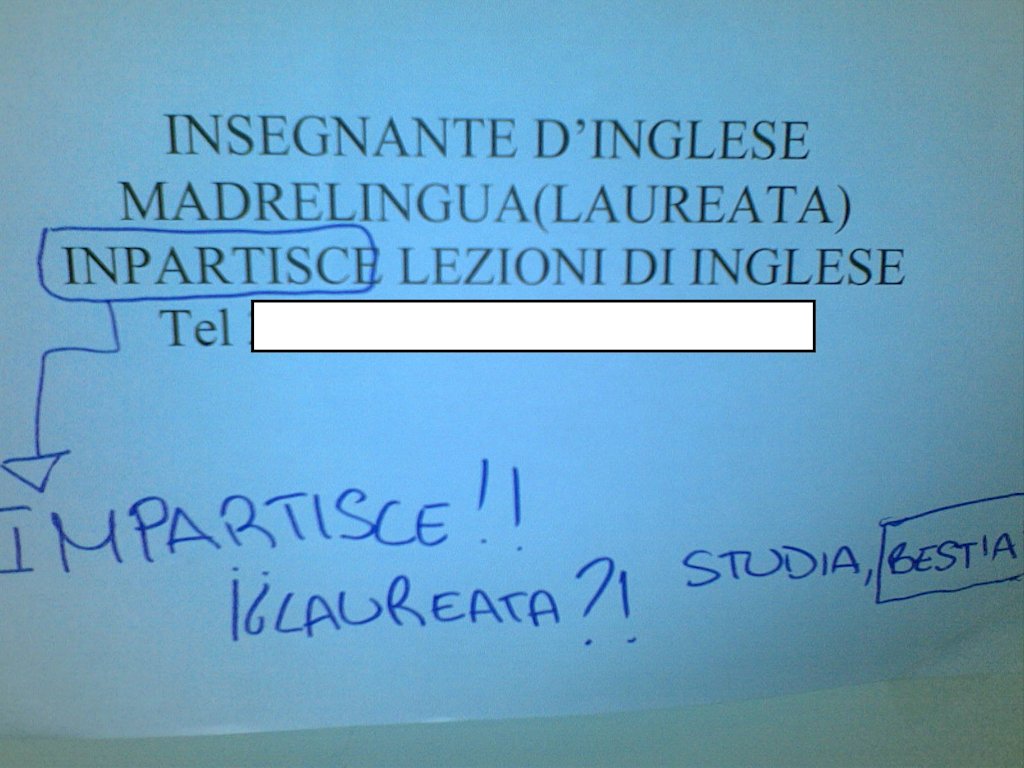 INSEGNANTE D'INGLESE
MADRELINGUA(LAUREATA)
INPARTISCE LEZIONI DI INGLESE
Tel
IMPARTISCE!!
¡¿LAUREATA?!
STUDIA, BESTIA